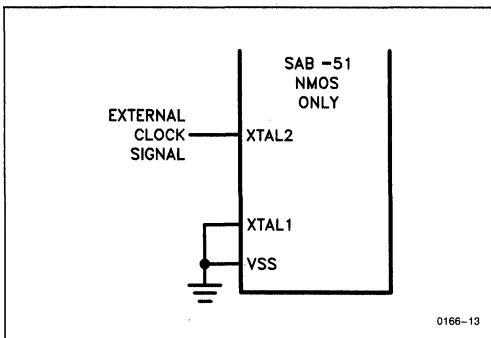 SAB -51
NMOS
ONLY
EXTERNAL
CLOCK
SIGNAL
XTAL2
XTAL1
VSS
0166-13